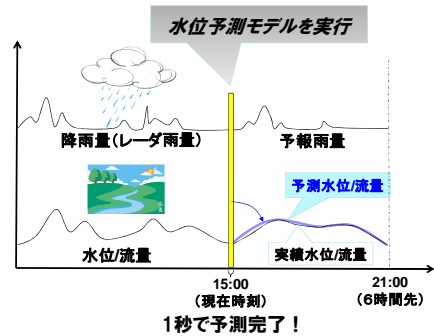 水位予測モデルを実行
降雨量(レーダ雨量)
予報雨量
予測水位/流量
水位/流量
実績水位/流量
15:00
(現在時刻)
21:00
(6時間先)
1秒で予測完了!